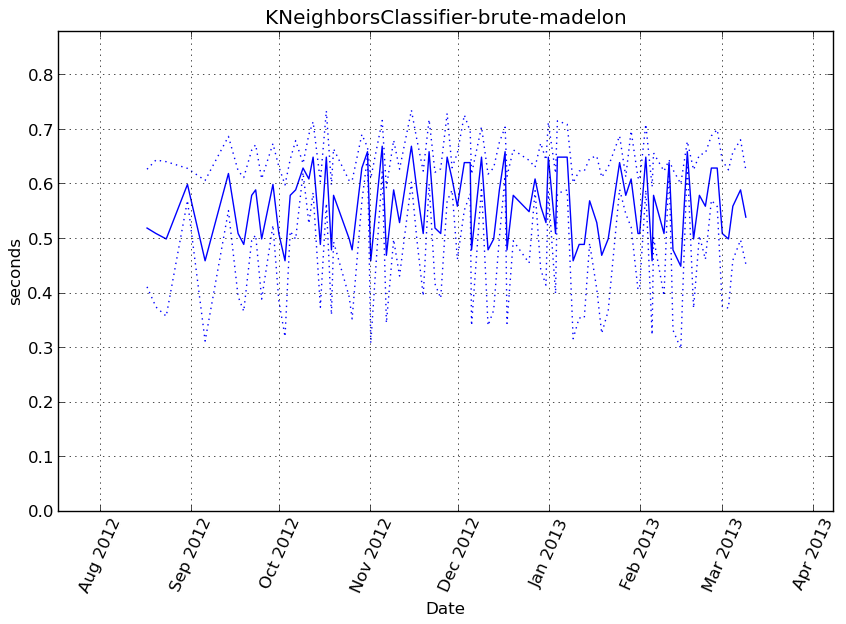 KNeighborsClassifier-brute-madelon
0.8
0.7
0.6
0.5
0.4
0.3
0.2
0.1
0.0
seconds
Aug 2012
Sep 2012
Oct 2012
Nov 2012
Dec 2012
Jan 2013
Feb 2013
Mar 2013
Apr 2013
Date